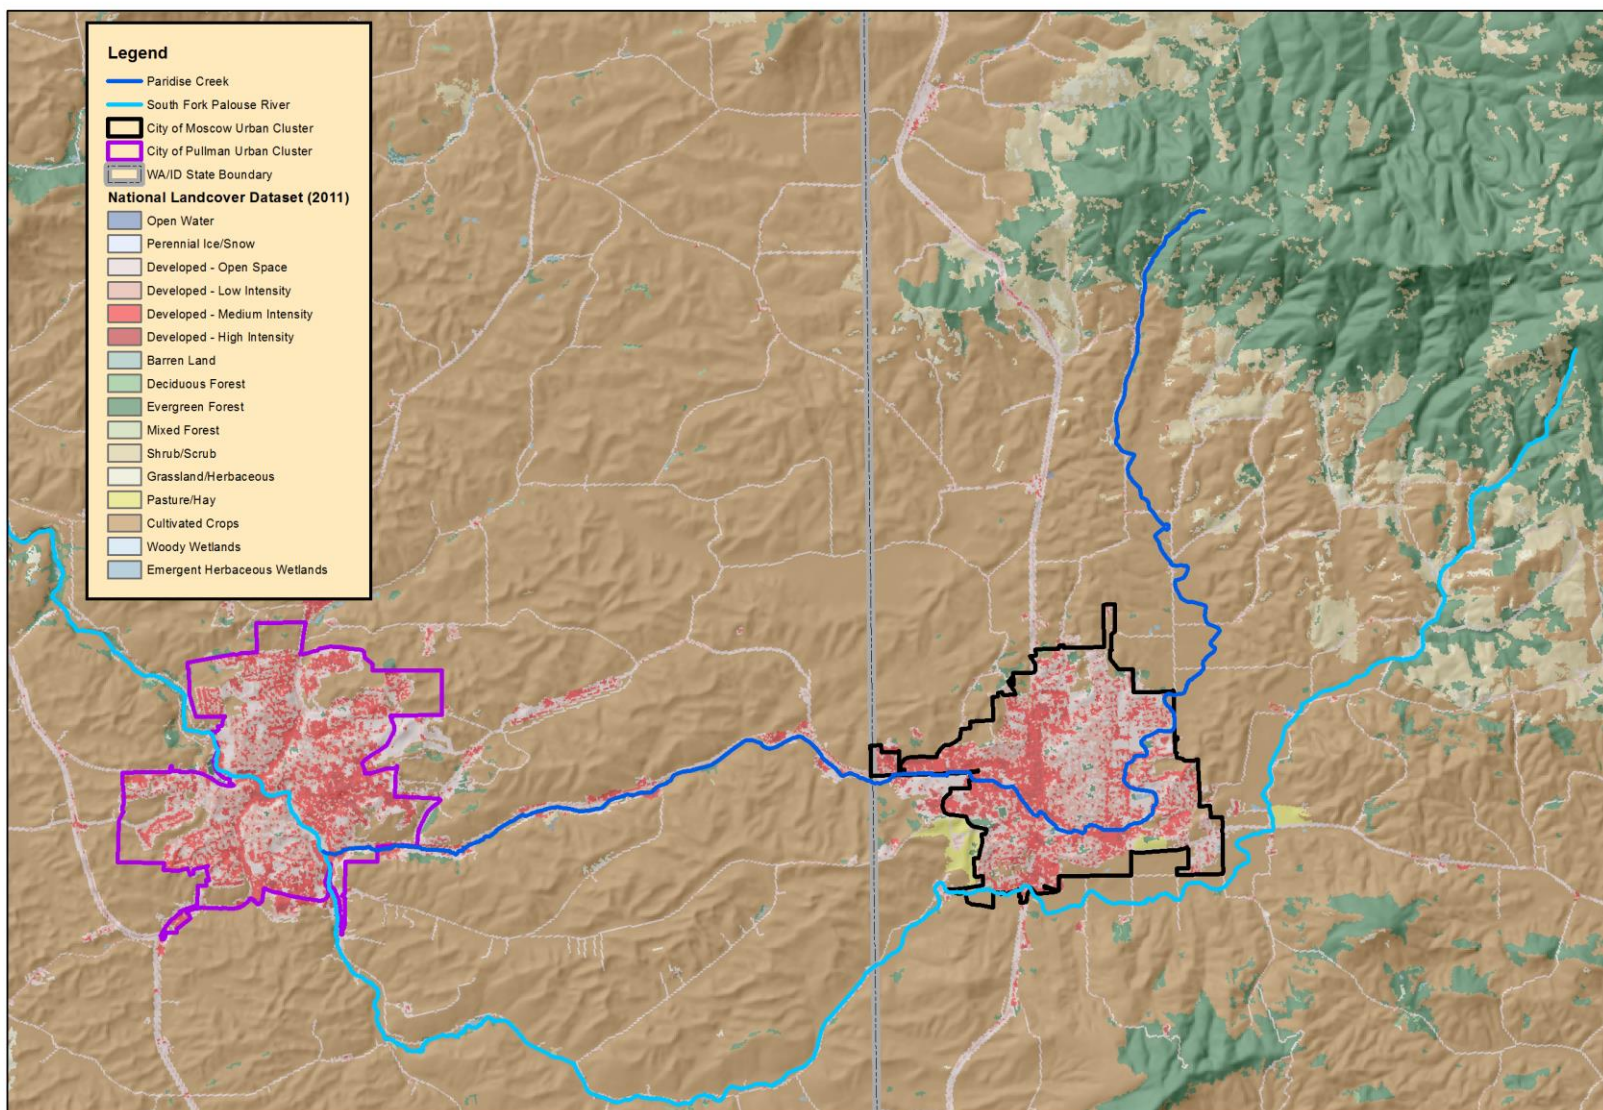 Legend
Paridise Creek
South Fork Palouse River
City of Moscow Urban Cluster
City of Pullman Urban Cluster
WA/ID State Boundary
National Landcover Dataset (2011)
Open Water
Perennial Ice/Snow
Developed - Open Space
Developed - Low Intensity
Developed - Medium Intensity
Developed - High Intensity
Barren Land
Deciduous Forest
Evergreen Forest
Mixed Forest
Shrub/Scrub
Grassland/Herbaceous
Pasture/Hay
Cultivated Crops
Woody Wetlands
Emergent Herbaceous Wetlands